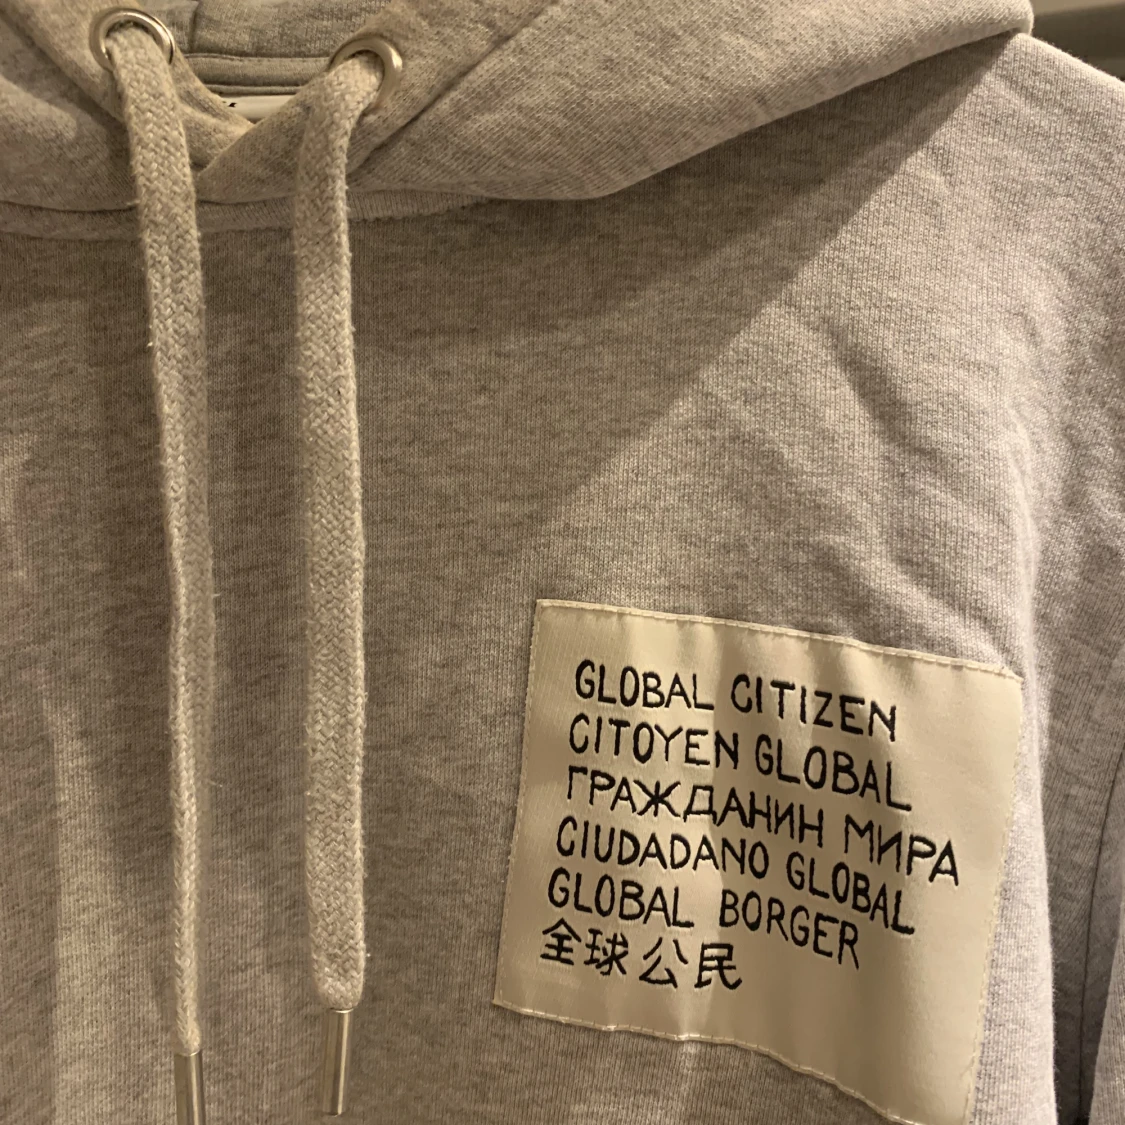 GLOBAL CITIZEN
CITOYEN GLOBAL
ГРАЖДАНИН МИРА
CIUDADANO GLOBAL
GLOBAL BORGER
全球公民